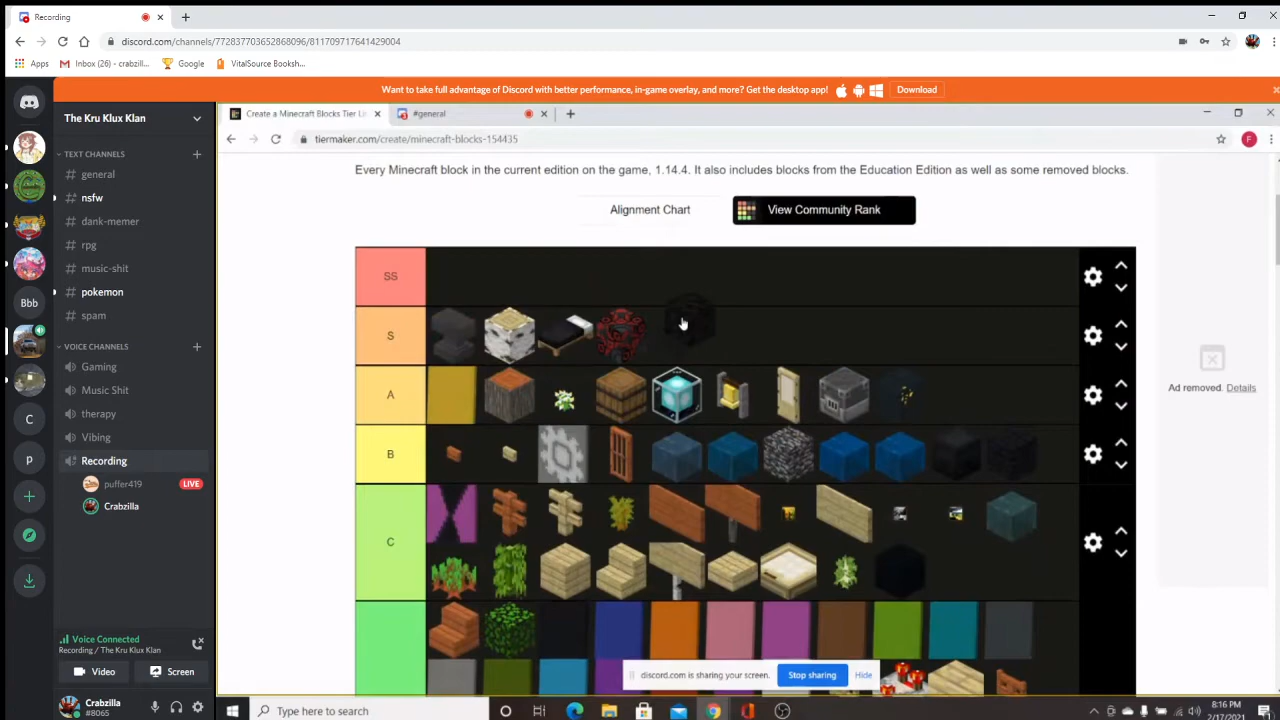 Recording
discord.com/channels/772837703652868096/811709717641429004
Apps
Inbox (26) - crabzill...
Google
VitalSource Booksh...
Want to take full advantage of Discord with better performance, in-game overlay, and more? Get the desktop app!
Download
The Kru Klux Klan
Create a Minecraft Blocks Tier Li
#general
tiermaker.com/create/minecraft-blocks-154435
TEXT CHANNELS
general
nsfw
dank-memer
rpg
music-shit
pokemon
spam
Bbb
VOICE CHANNELS
Gaming
Music Shit
therapy
C
Vibing
p
Recording
puffer419
LIVE
Crabzilla
Every Minecraft block in the current edition on the game, 1.14.4. It also includes blocks from the Education Edition as well as some removed blocks.
Alignment Chart
View Community Rank
F
SS
S
A
B
C
Ad removed. Details
Voice Connected
Recording / The Kru Klux Klan
Video
Screen
Crabzilla
#8065
discord.com is sharing your screen.
Stop sharing
Hide
Type here to search
8:16 PM
2/17/2021